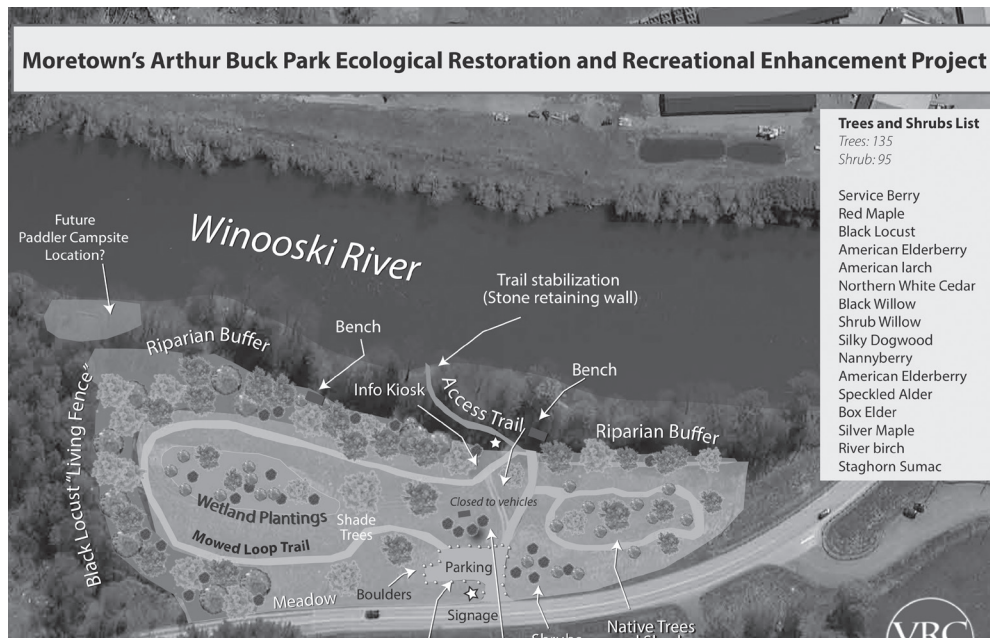 Moretown's Arthur Buck Park Ecological Restoration and Recreational Enhancement Project
Trees and Shrubs List
Trees: 135
Shrub: 95
Service Berry
Red Maple
Black Locust
American Elderberry
American larch
Northern White Cedar
Black Willow
Shrub Willow
Silky Dogwood
Nannyberry
American Elderberry
Speckled Alder
Box Elder
Silver Maple
River birch
Staghorn Sumac
Future
Paddler Campsite
Location?
Winooski River
Trail stabilization
(Stone retaining wall)
Riparian Buffer
Bench
Info Kiosk
Access Trail
Bench
Riparian Buffer
Black Locust "Living Fence"
Closed to vehicles
Wetland Plantings
Shade
Trees
Mowed Loop Trail
Parking
Boulders
Meadow
Signage
Shrubs
Native Trees
and Shrubs
VRC